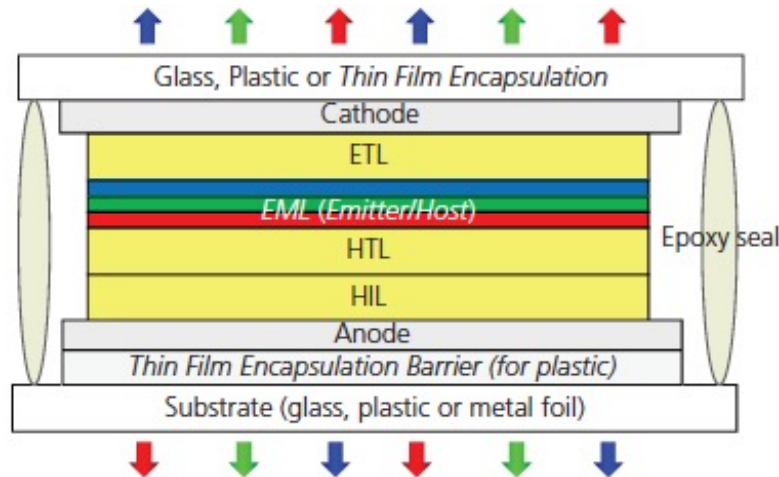 Glass, Plastic or Thin Film Encapsulation
Cathode
ETL
EML (Emitter/Host)
HTL
Epoxy seal
HIL
Anode
Thin Film Encapsulation Barrier (for plastic)
Substrate (glass, plastic or metal foil)